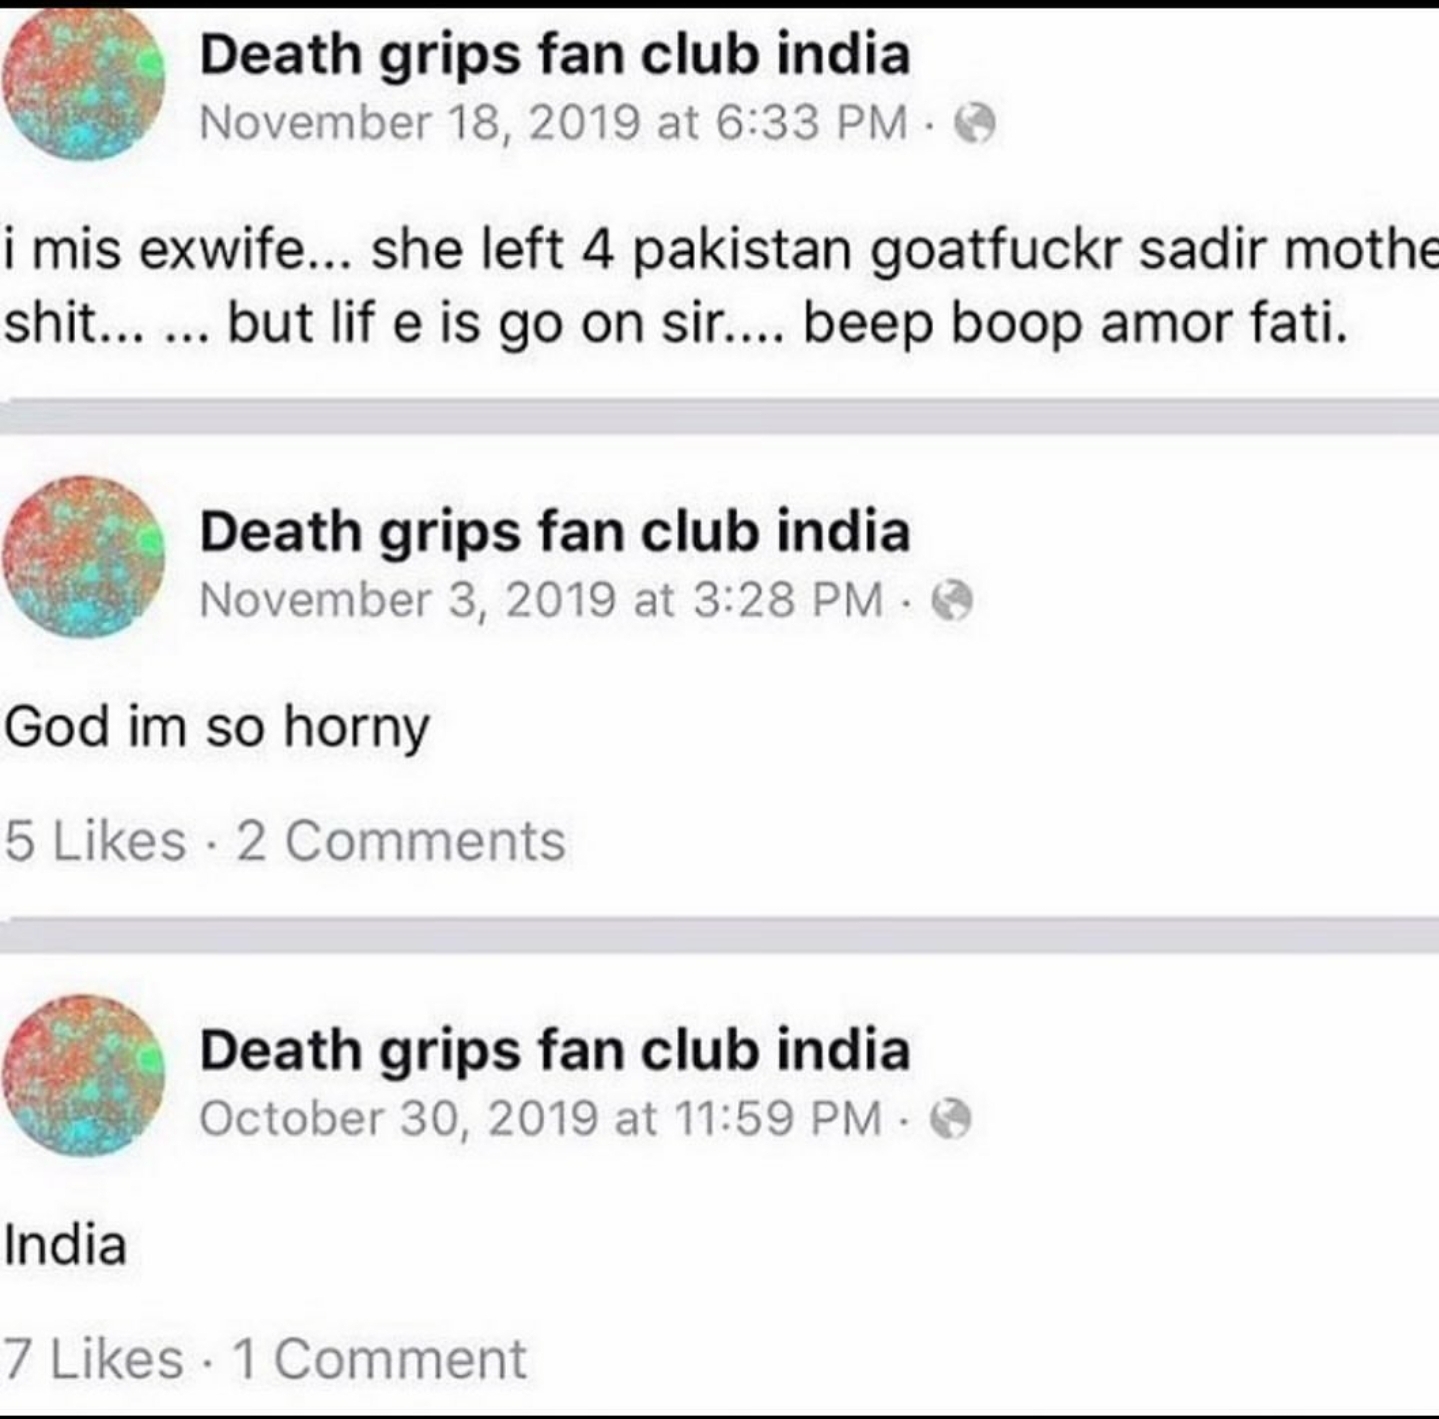 Death grips fan club india
November 18, 2019 at 6:33 PM ·
i mis exwife... she left 4 pakistan goatfuckr sadir mothe
shit... ... but lif e is go on sir.... beep boop amor fati.
Death grips fan club india
November 3, 2019 at 3:28 PM ·
God im so horny
5 Likes · 2 Comments
Death grips fan club india
October 30, 2019 at 11:59 PM ·
India
7 Likes · 1 Comment